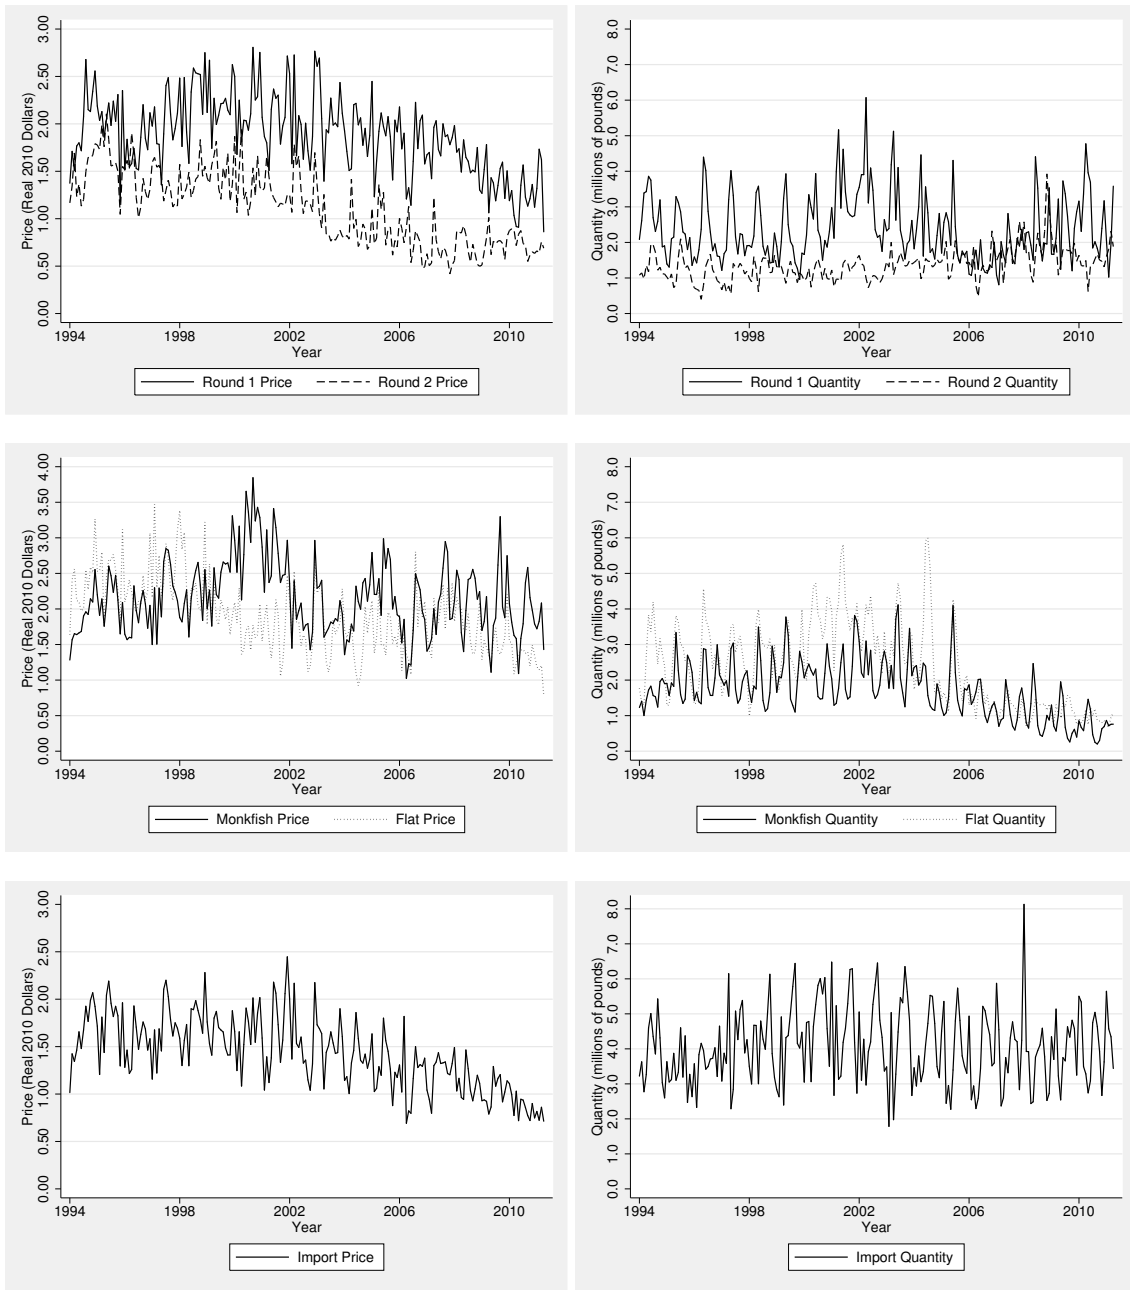 3.00
2.50
2.00
1.50
1.00
0.50
0.00
Price (Real 2010 Dollars)
1994 1998 2002 2006 2010
Year
Round 1 Price Round 2 Price
8.0
7.0
6.0
5.0
4.0
3.0
2.0
1.0
0.0
Quantity (millions of pounds)
1994 1998 2002 2006 2010
Year
Round 1 Quantity Round 2 Quantity
4.00
3.50
3.00
2.50
2.00
1.50
1.00
0.50
0.00
Price (Real 2010 Dollars)
1994 1998 2002 2006 2010
Year
Monkfish Price Flat Price
8.0
7.0
6.0
5.0
4.0
3.0
2.0
1.0
0.0
Quantity (millions of pounds)
1994 1998 2002 2006 2010
Year
Monkfish Quantity Flat Quantity
3.00
2.50
2.00
1.50
1.00
0.50
0.00
Price (Real 2010 Dollars)
1994 1998 2002 2006 2010
Year
Import Price
8.0
7.0
6.0
5.0
4.0
3.0
2.0
1.0
0.0
Quantity (millions of pounds)
1994 1998 2002 2006 2010
Year
Import Quantity